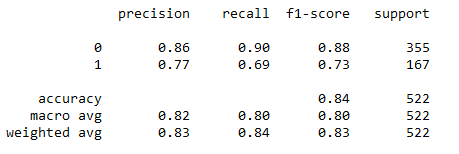 precision recall f1-score support
0 0.86 0.90 0.88 355
1 0.77 0.69 0.73 167
accuracy 0.84 522
macro avg 0.82 0.80 0.80 522
weighted avg 0.83 0.84 0.83 522